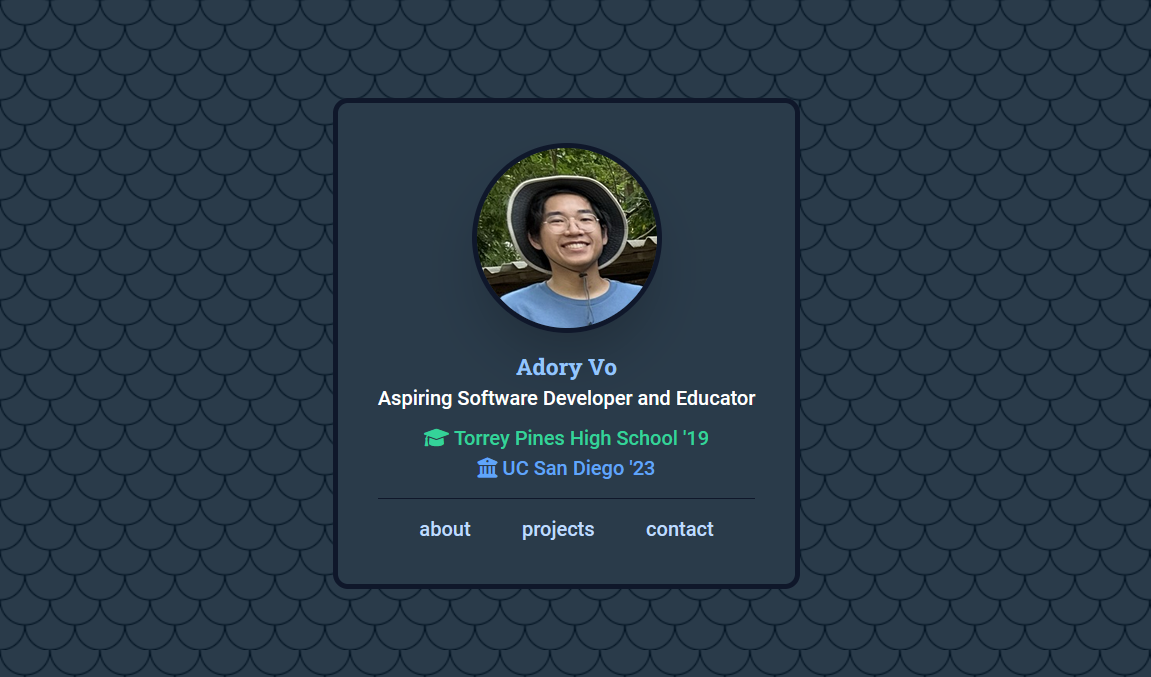 Adory Vo
Aspiring Software Developer and Educator
Torrey Pines High School '19
UC San Diego '23
about projects contact